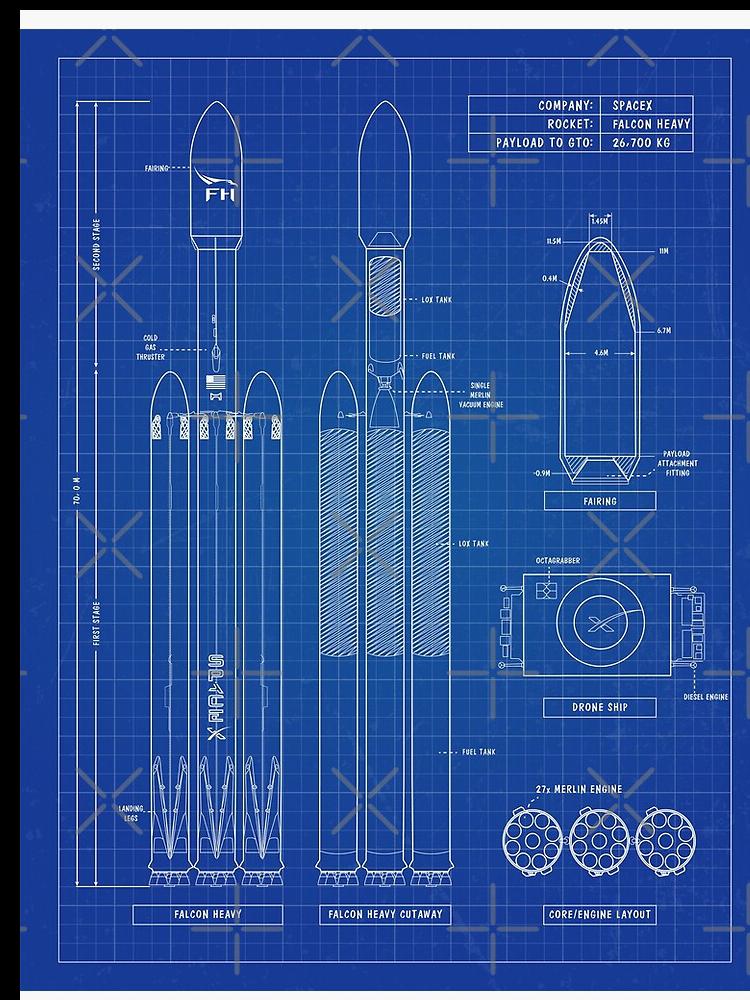 COMPANY: SPACEX
ROCKET: FALCON HEAVY
PAYLOAD TO GTO: 26,700 KG
FAIRING
FH
SECOND STAGE
COLD
GAS
THRUSTER
70.0 M
FIRST STAGE
SPACEX
LANDING
LEGS
FALCON HEAVY
LOX TANK
FUEL TANK
SINGLE
MERLIN
VACUUM ENGINE
LOX TANK
FUEL TANK
FALCON HEAVY CUTAWAY
1.45M
11.5M
11M
0.4M
6.7M
4.6M
PAYLOAD
ATTACHMENT
FITTING
-0.9M
FAIRING
OCTAGRABBER
X
DIESEL ENGINE
DRONE SHIP
27x MERLIN ENGINE
CORE/ENGINE LAYOUT